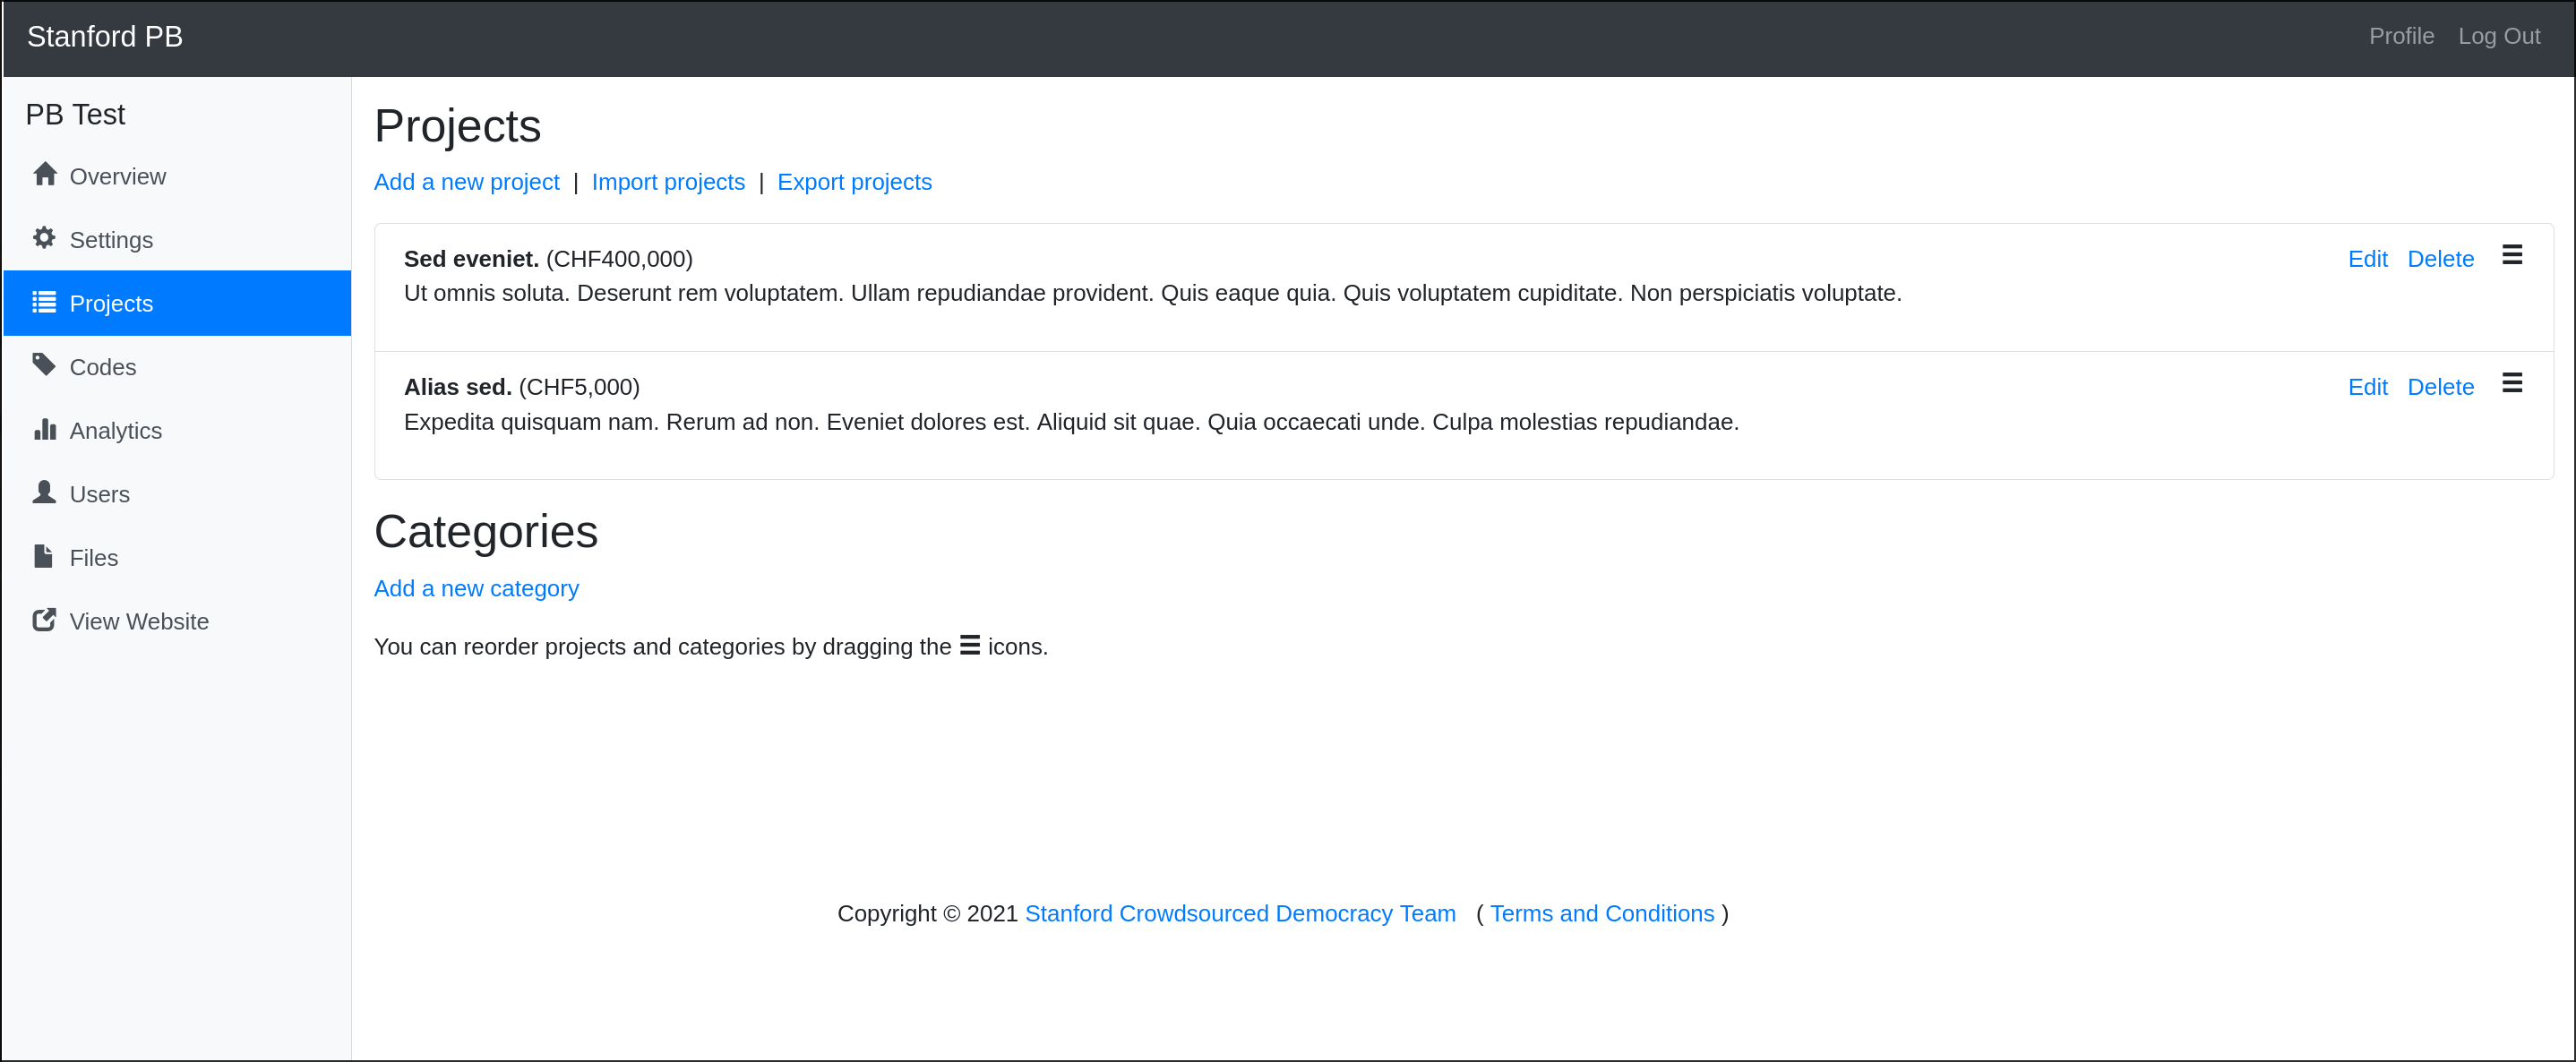 Stanford PB
Profile Log Out
PB Test
Overview
Settings
Projects
Codes
Analytics
Users
Files
View Website
Projects
Add a new project | Import projects | Export projects
Sed eveniet. (CHF400,000)
Edit Delete
Ut omnis soluta. Deserunt rem voluptatem. Ullam repudiandae provident. Quis eaque quia. Quis voluptatem cupiditate. Non perspiciatis voluptate.
Alias sed. (CHF5,000)
Edit Delete
Expedita quisquam nam. Rerum ad non. Eveniet dolores est. Aliquid sit quae. Quia occaecati unde. Culpa molestias repudiandae.
Categories
Add a new category
You can reorder projects and categories by dragging the icons.
Copyright © 2021 Stanford Crowdsourced Democracy Team ( Terms and Conditions )